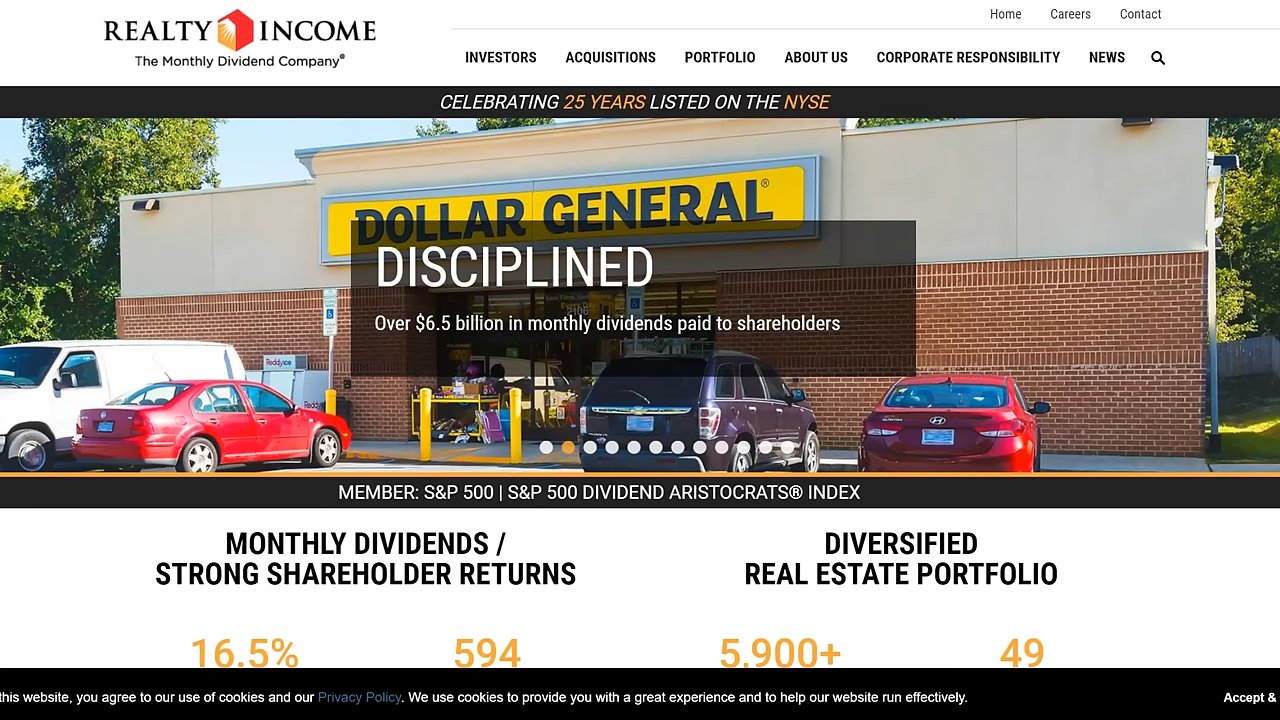 REALTY INCOME
The Monthly Dividend Company®
Home Careers Contact
INVESTORS ACQUISITIONS PORTFOLIO ABOUT US CORPORATE RESPONSIBILITY NEWS
CELEBRATING 25 YEARS LISTED ON THE NYSE
DOLLAR GENERAL®
DISCIPLINED
Over $6.5 billion in monthly dividends paid to shareholders
ReddyIce
Reddy
MEMBER: S&P 500 | S&P 500 DIVIDEND ARISTOCRATS® INDEX
MONTHLY DIVIDENDS /
STRONG SHAREHOLDER RETURNS
DIVERSIFIED
REAL ESTATE PORTFOLIO
16.5% 594 5,900+ 49
this website, you agree to our use of cookies and our Privacy Policy. We use cookies to provide you with a great experience and to help our website run effectively.
Accept &